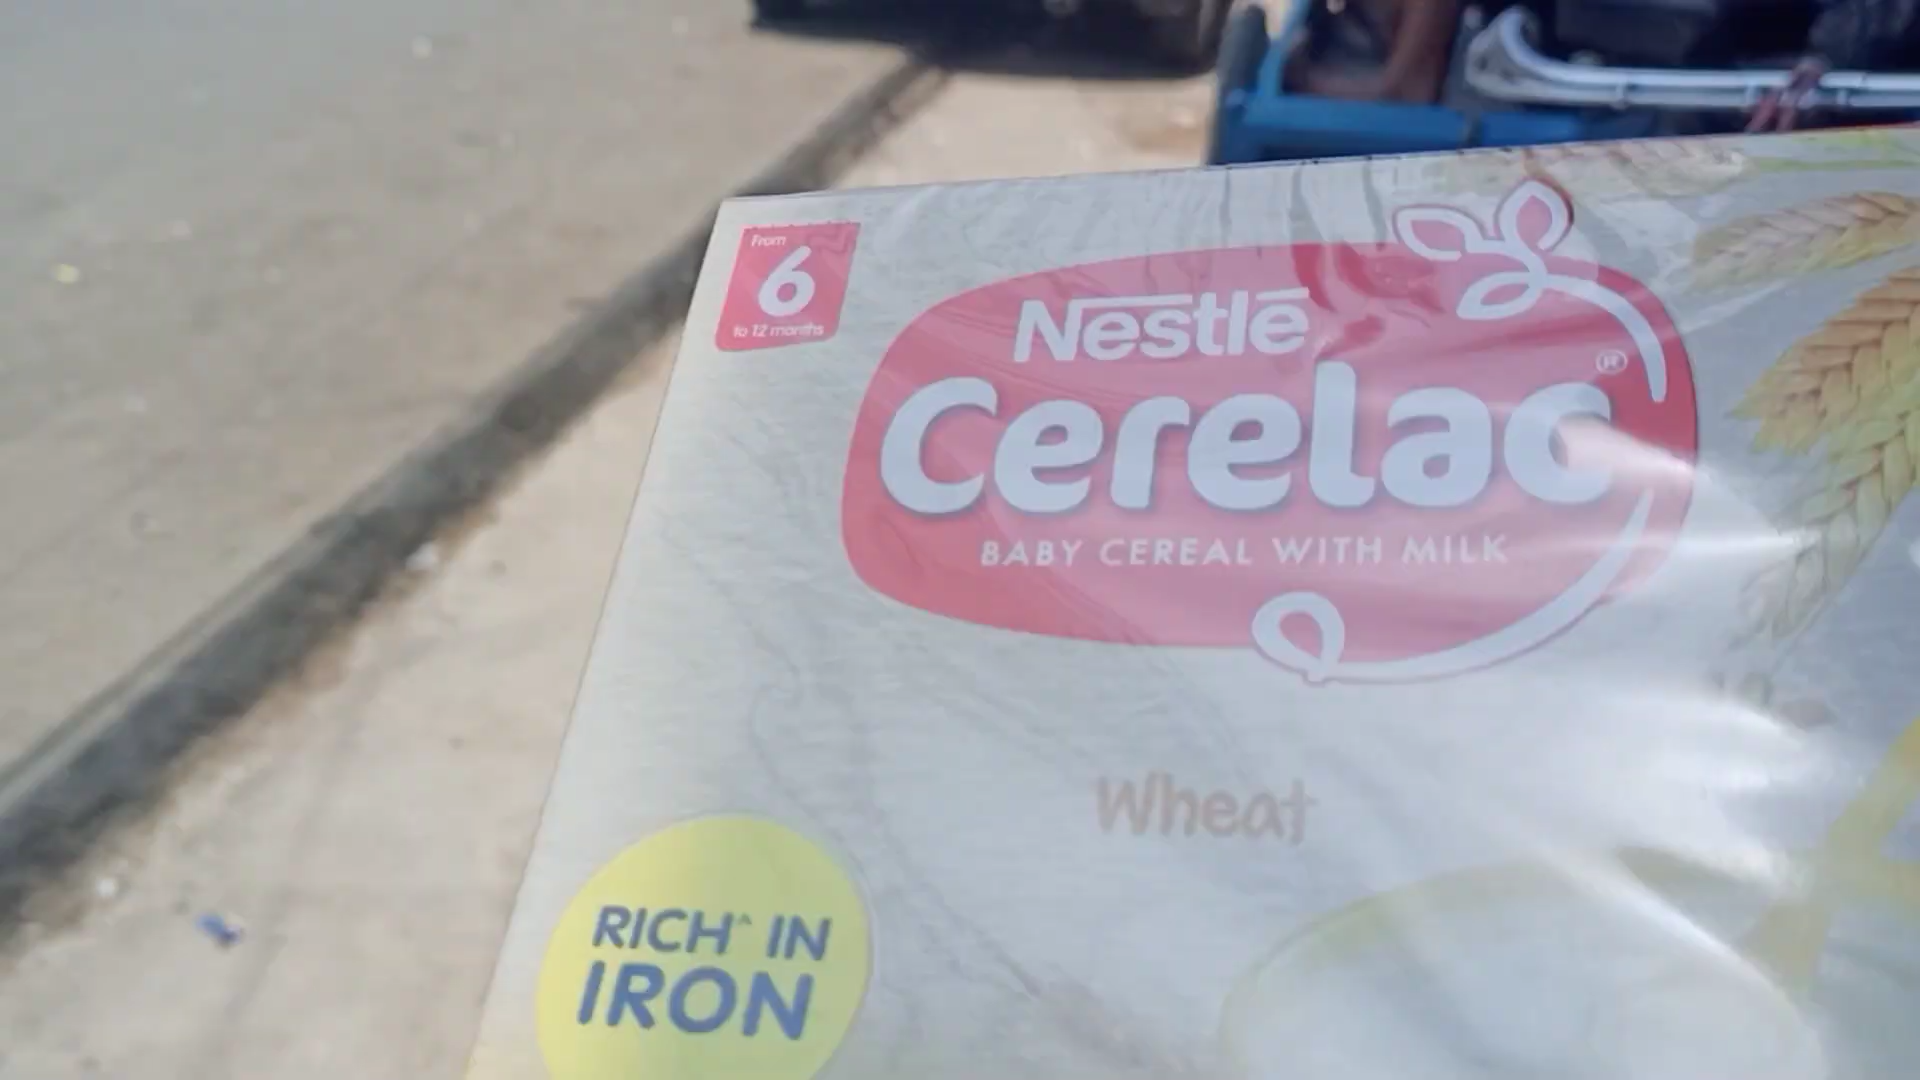 From
6
to 12 months
Nestlé
Cerelac®
BABY CEREAL WITH MILK
Wheat
RICH^ IN
IRON